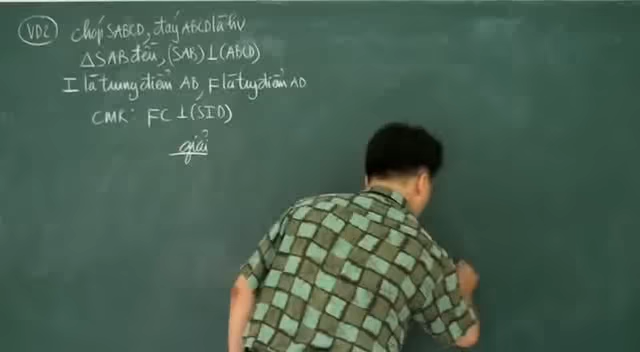 VD2 chóp SABCD, đáy ABCD là hv
ΔSAB đều, (SAB) ⊥ (ABCD)
I là trung điểm AB, F là truy điểm AD
CMR: FC ⊥ (SID)
giải